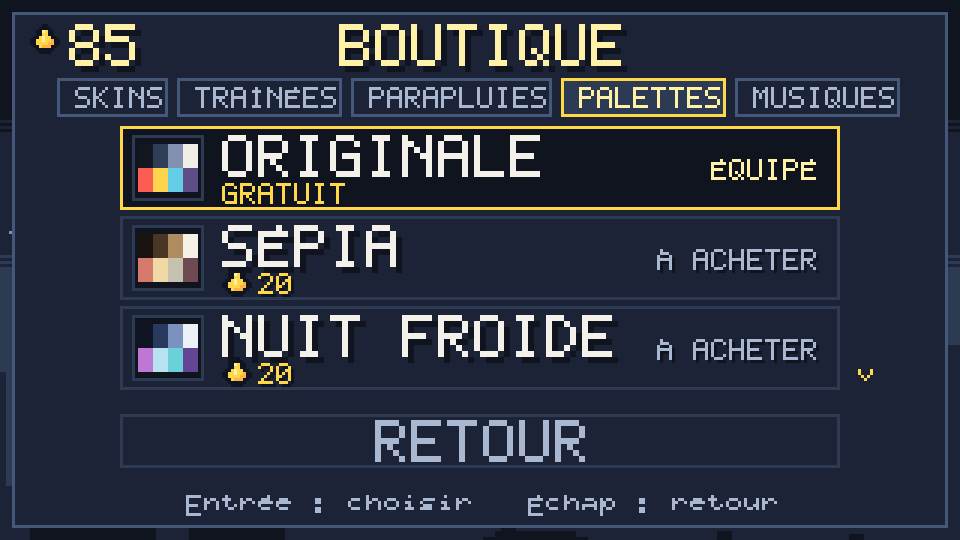 85 BOUTIQUE
SKINS TRAÎNÉES PARAPLUIES PALETTES MUSIQUES
ORIGINALE
ÉQUIPÉ
GRATUIT
SÉPIA
À ACHETER
20
NUIT FROIDE
À ACHETER
20
RETOUR
Entrée : choisir Échap : retour